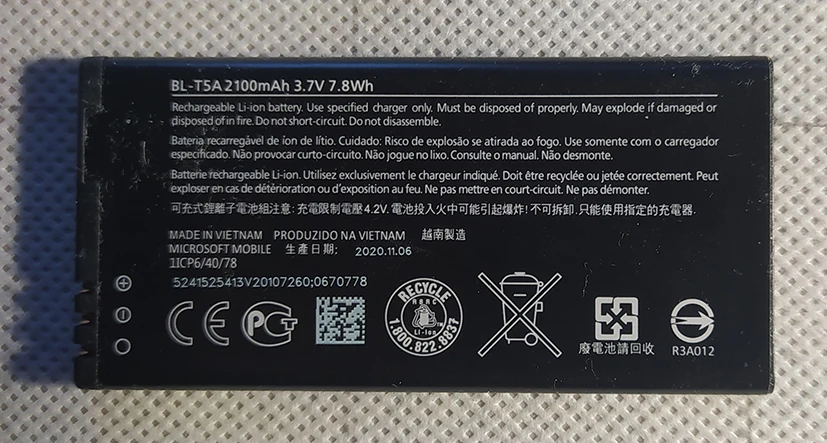 BL-T5A 2100mAh 3.7V 7.8Wh
Rechargeable Li-ion battery. Use specified charger only. Must be disposed of properly. May explode if damaged or
disposed of in fire. Do not short-circuit. Do not disassemble.
Bateria recarregável de íon de lítio. Cuidado: Risco de explosão se atirada ao fogo. Use somente com o carregador
especificado. Não provocar curto-circuito. Não jogue no lixo. Consulte o manual. Não desmonte.
Batterie rechargeable Li-ion. Utilisez exclusivement le chargeur indiqué. Doit être recyclée ou jetée correctement. Peut
exploser en cas de détérioration ou d'exposition au feu. Ne pas mettre en court-circuit. Ne pas démonter.
可充式鋰離子電池組注意: 充電限制電壓4.2V. 電池投入火中可能引起爆炸! 不可拆卸. 只能使用指定的充電器.
MADE IN VIETNAM PRODUZIDO NA VIETNAM 越南製造
MICROSOFT MOBILE 生產日期: 2020.11.06
1ICP6/40/78
5241525413V20107260;0670778
RECYCLE
RBRC
Li-Ion
1.800.822.8837
廢電池請回收
R3A012